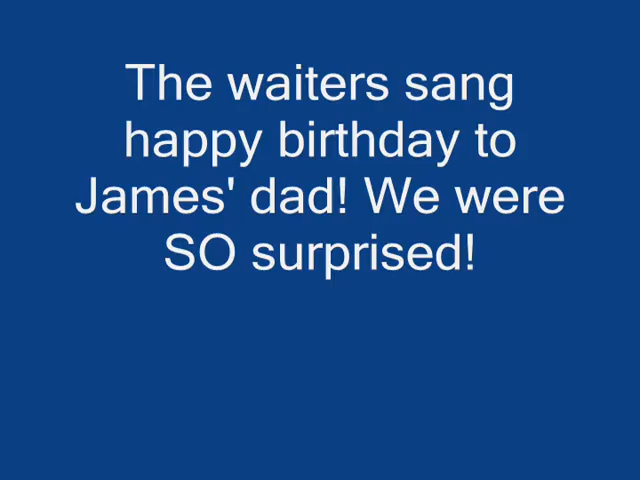 The waiters sang
happy birthday to
James' dad! We were
SO surprised!